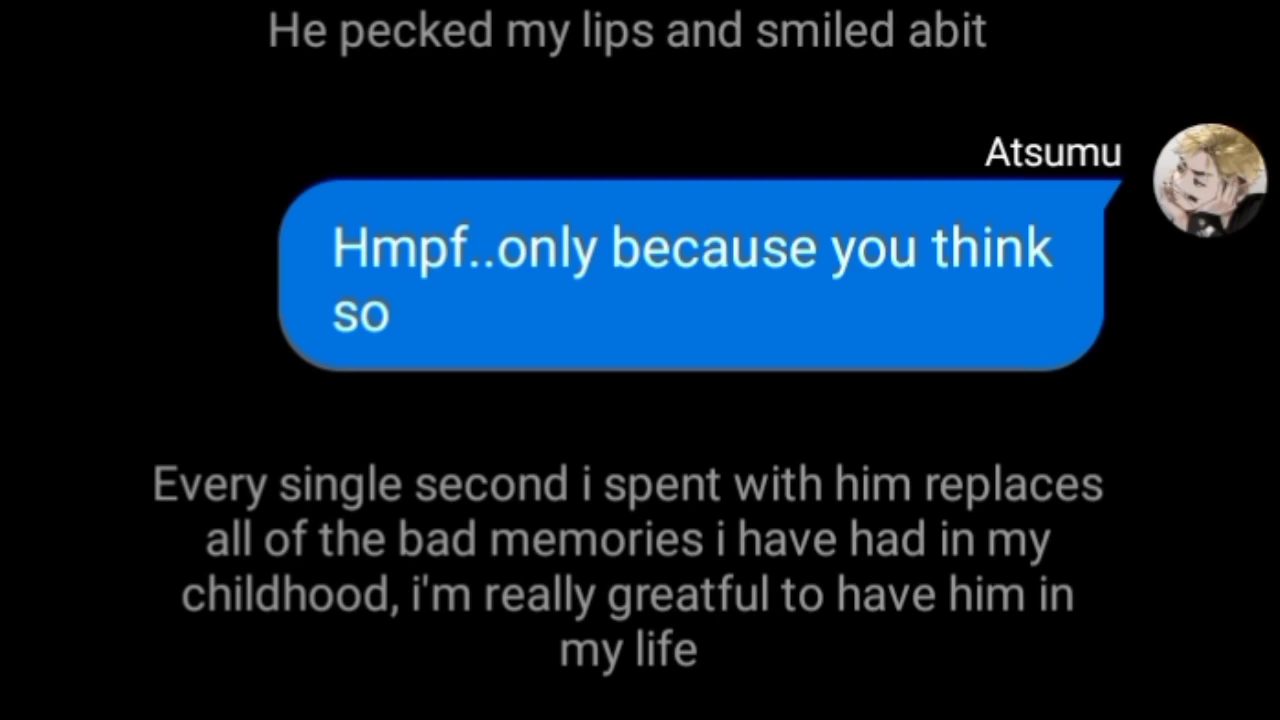 He pecked my lips and smiled abit
Atsumu
Hmpf..only because you think
so
Every single second i spent with him replaces
all of the bad memories i have had in my
childhood, i'm really greatful to have him in
my life